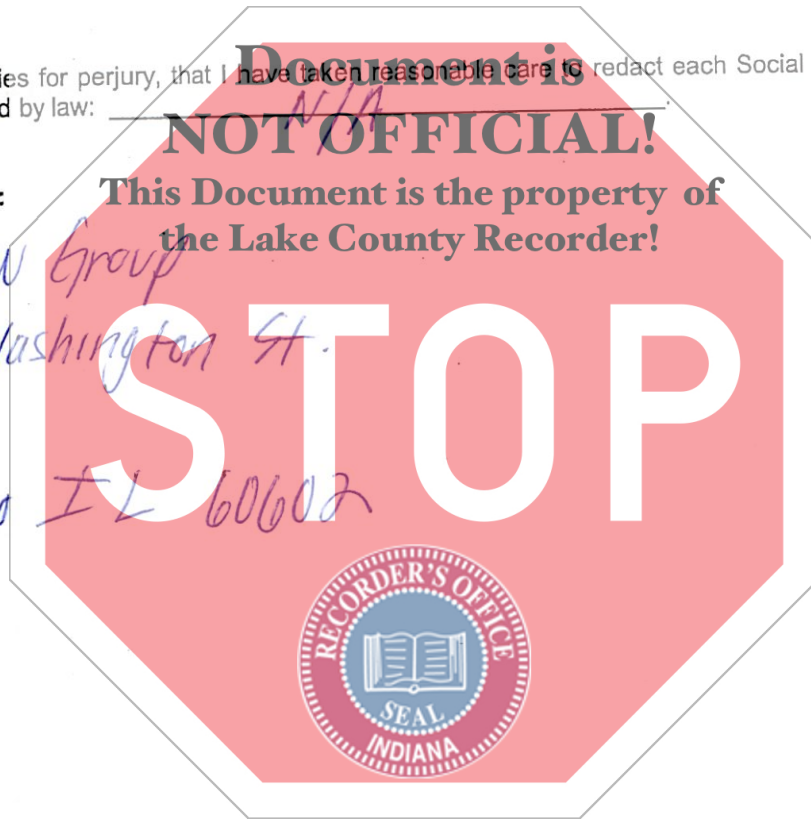 ies for perjury, that I have taken reasonable care to redact each Social
d by law: N/A
Document is
NOT OFFICIAL!
This Document is the property of
the Lake County Recorder!
Group
Washington St.
IL 60602
STOP
RECORDER'S OFFICE
SEAL
INDIANA